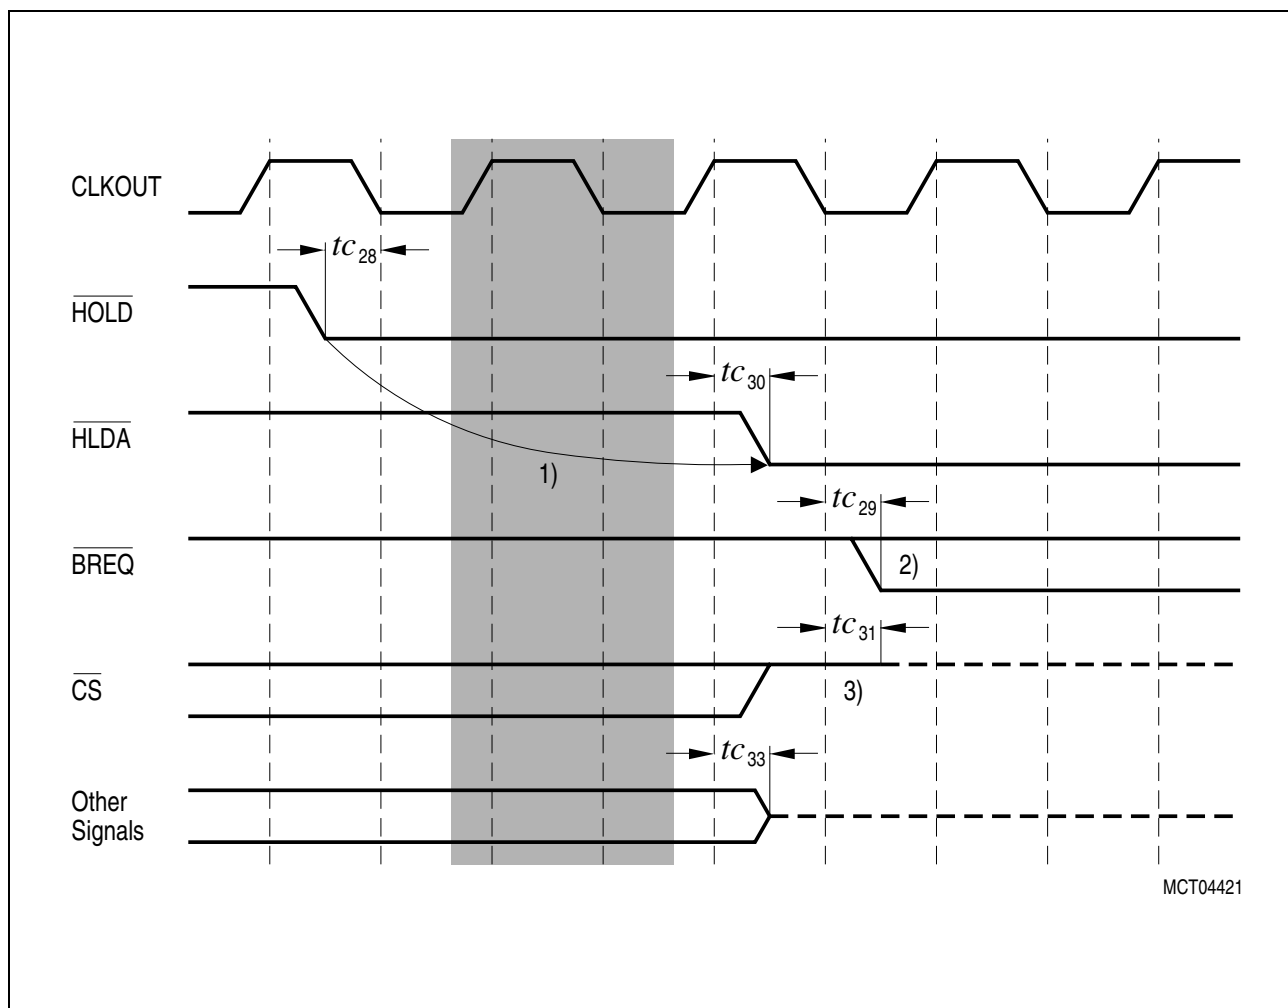 CLKOUT
tc28
HOLD
tc30
HLDA
1)
tc29
BREQ
2)
tc31
CS
3)
tc33
Other
Signals
MCT04421